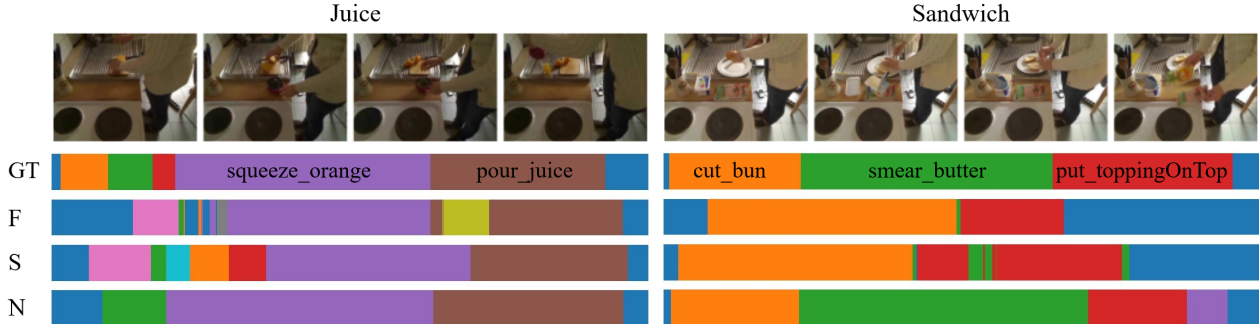 Juice Sandwich
GT squeeze_orange pour_juice cut_bun smear_butter put_toppingOnTop
F
S
N